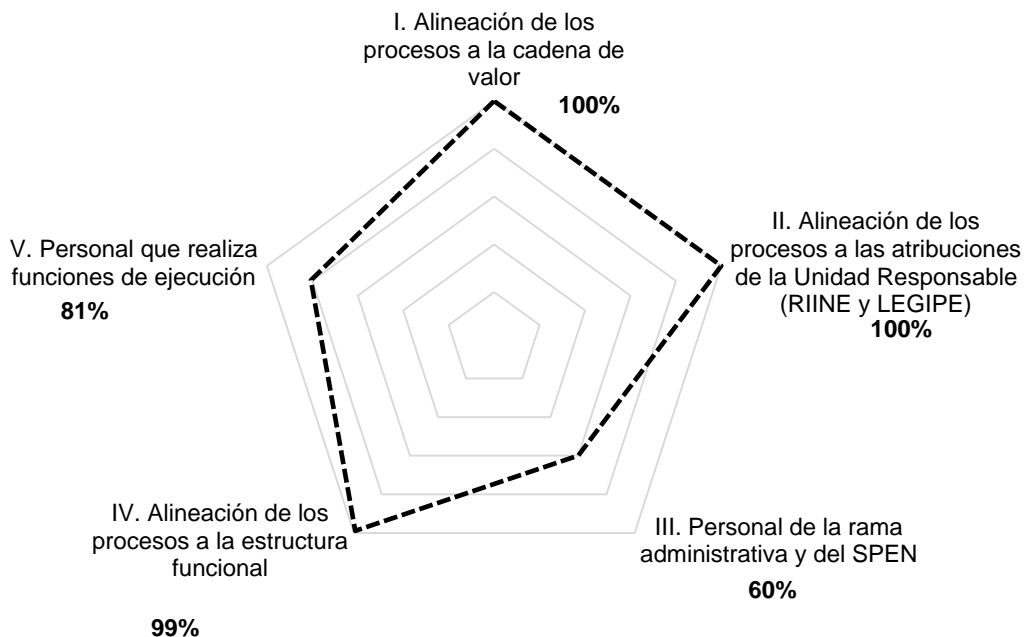 I. Alineación de los
procesos a la cadena de
valor
100%
II. Alineación de los
procesos a las atribuciones
de la Unidad Responsable
(RIINE y LEGIPE)
100%
III. Personal de la rama
administrativa y del SPEN
60%
IV. Alineación de los
procesos a la estructura
funcional
99%
V. Personal que realiza
funciones de ejecución
81%